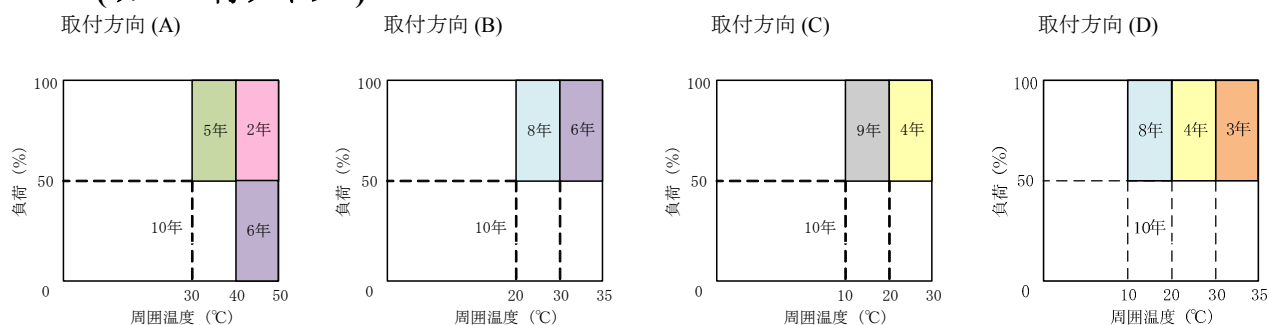 取付方向 (A)
100
5年
2年
負荷 (%)
50
10年
6年
0
30
40
50
周囲温度 (℃)
取付方向 (B)
100
8年
6年
負荷 (%)
50
10年
0
20
30
35
周囲温度 (℃)
取付方向 (C)
100
9年
4年
負荷 (%)
50
10年
0
10
20
30
周囲温度 (℃)
取付方向 (D)
100
8年
4年
3年
負荷 (%)
50
10年
0
10
20
30
35
周囲温度 (℃)